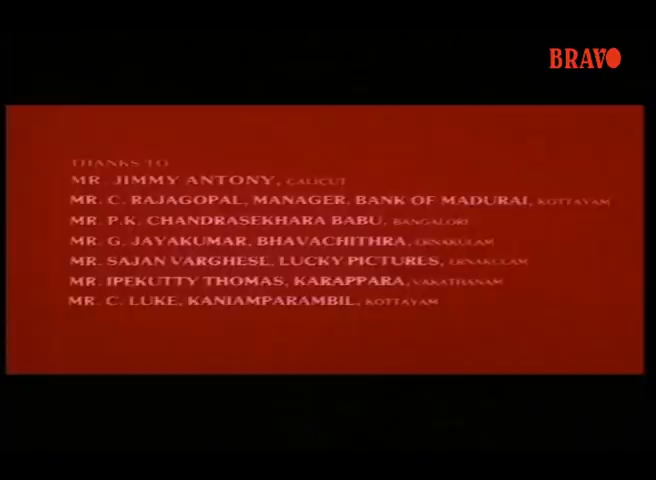 BRAVO
THANKS TO
MR. JIMMY ANTONY, CALICUT
MR. C. RAJAGOPAL, MANAGER, BANK OF MADURAI, KOTTAYAM
MR. P.K. CHANDRASEKHARA BABU, BANGALORE
MR. G. JAYAKUMAR, BHAVACHITHRA, ERNAKULAM
MR. SAJAN VARGHESE, LUCKY PICTURES, ERNAKULAM
MR. IPEKUTTY THOMAS, KARAPPARA, VAKATHANAM
MR. C. LUKE, KANIAMPARAMBIL, KOTTAYAM